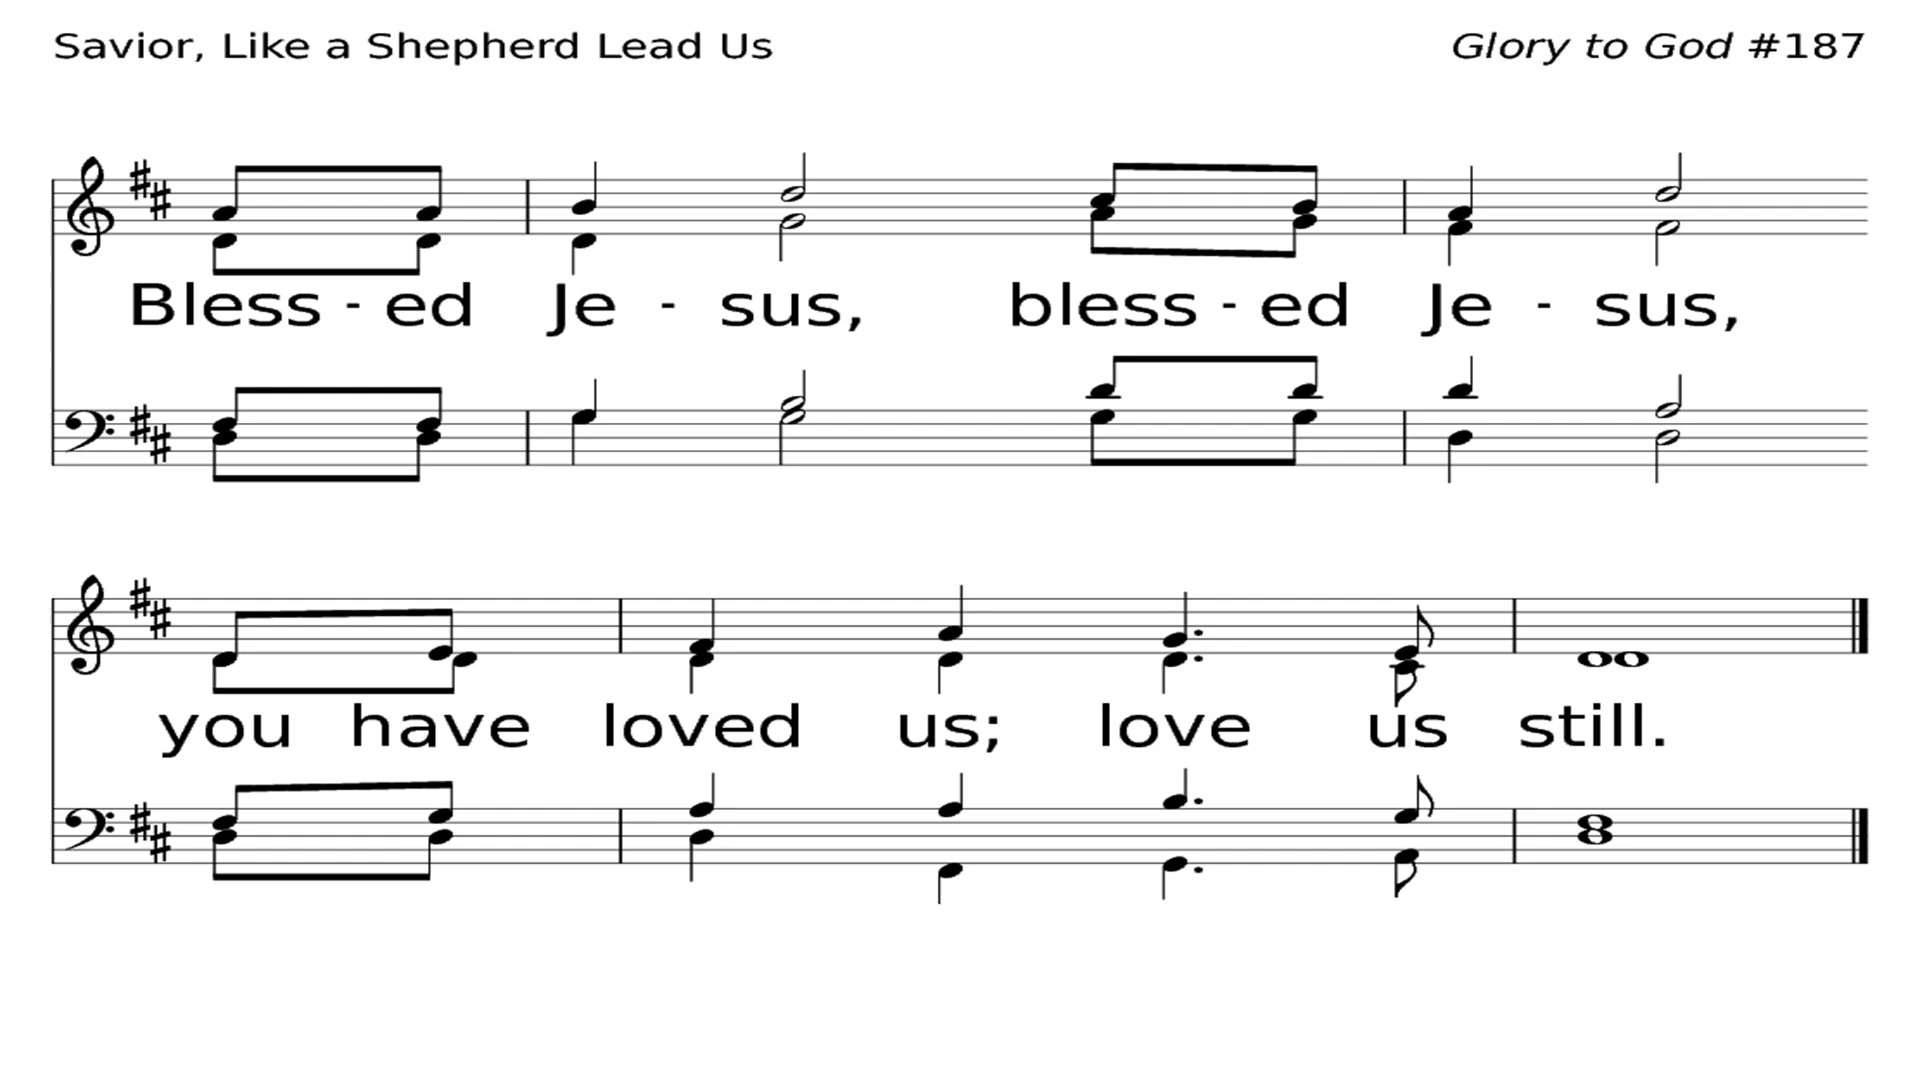 Savior, Like a Shepherd Lead Us
Glory to God #187
Bless - ed Je - sus, bless - ed Je - sus,
you have loved us; love us still.